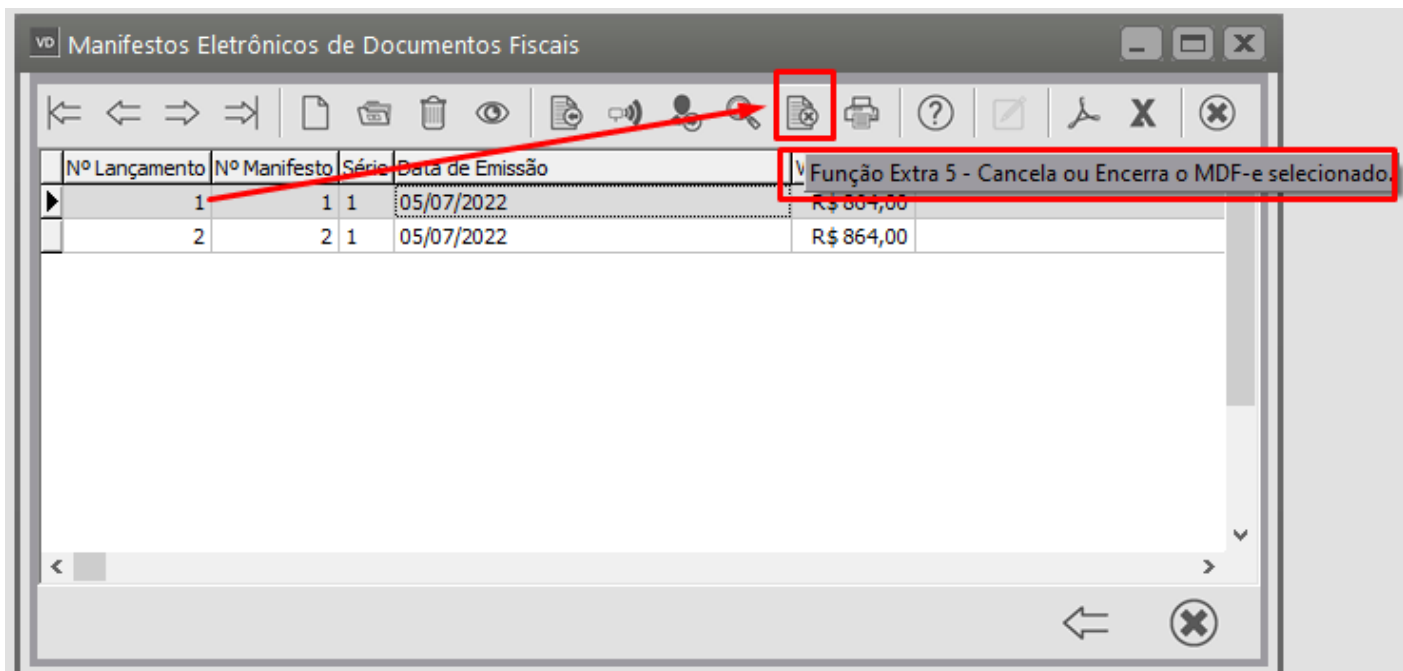 VD Manifestos Eletrônicos de Documentos Fiscais
Nº Lançamento Nº Manifesto Série Data de Emissão V
Função Extra 5 - Cancela ou Encerra o MDF-e selecionado.
1 1 1 05/07/2022 R$ 864,00
2 2 1 05/07/2022 R$ 864,00